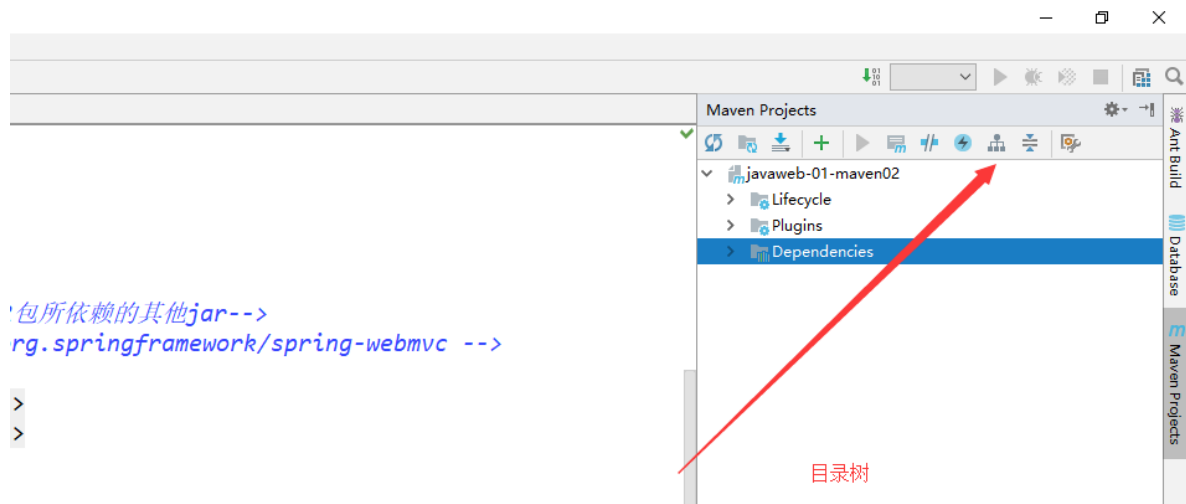 Maven Projects
javaweb-01-maven02
Lifecycle
Plugins
Dependencies
包所依赖的其他jar-->
rg.springframework/spring-webmvc -->
>
>
目录树
Ant Build
Database
Maven Projects